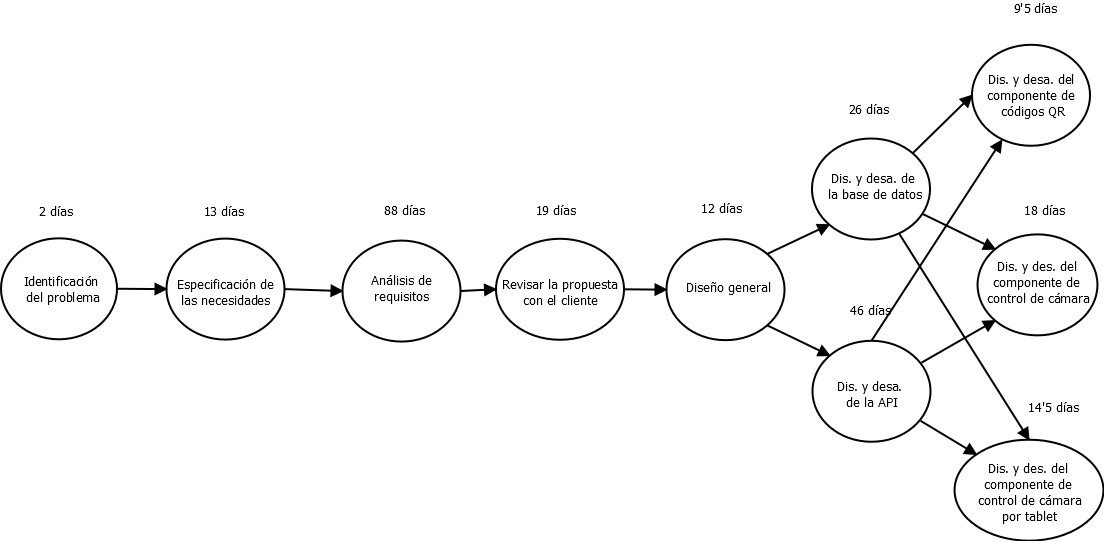 2 días
Identificación
del problema
13 días
Especificación de
las necesidades
88 días
Análisis de
requisitos
19 días
Revisar la propuesta
con el cliente
12 días
Diseño general
26 días
Dis. y desa. de
la base de datos
46 días
Dis. y desa.
de la API
9'5 días
Dis. y desa. del
componente de
códigos QR
18 días
Dis. y des. del
componente de
control de cámara
14'5 días
Dis. y des. del
componente de
control de cámara
por tablet